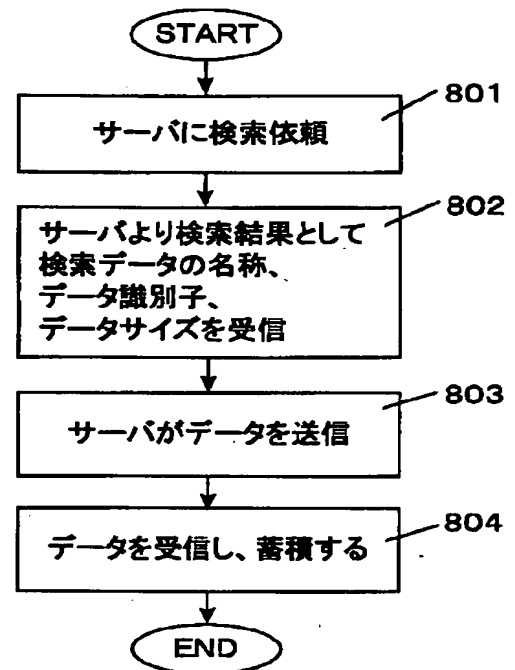 START
801
サーバに検索依頼
802
サーバより検索結果として
検索データの名称、
データ識別子、
データサイズを受信
803
サーバがデータを送信
804
データを受信し、蓄積する
END